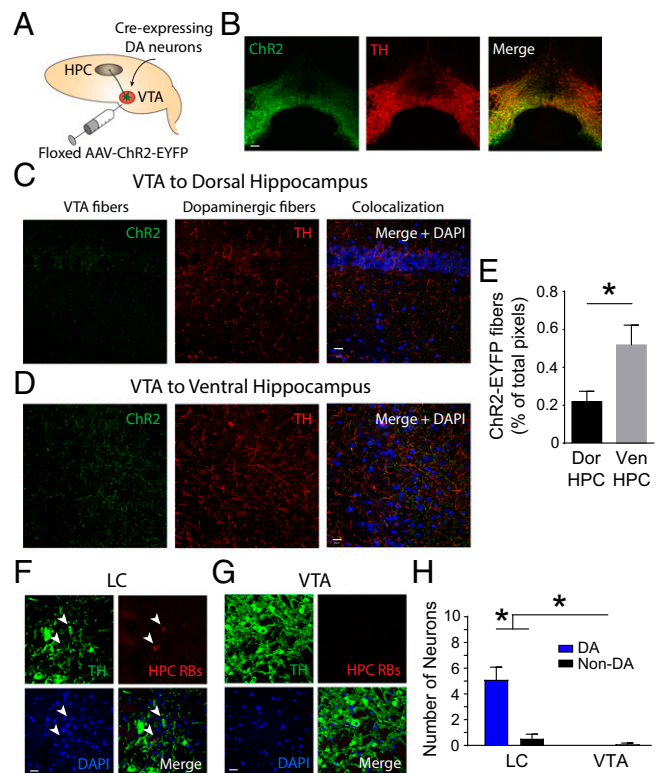 A
Cre-expressing
DA neurons
HPC
VTA
Floxed AAV-ChR2-EYFP
B
ChR2
TH
Merge
C
VTA to Dorsal Hippocampus
VTA fibers
Dopaminergic fibers
Colocalization
ChR2
TH
Merge + DAPI
D
VTA to Ventral Hippocampus
ChR2
TH
Merge + DAPI
E
ChR2-EYFP fibers
(% of total pixels)
0.8
0.6
0.4
0.2
0
*
Dor
HPC
Ven
HPC
F
LC
TH
HPC RBs
DAPI
Merge
G
VTA
TH
HPC RBs
DAPI
Merge
H
Number of Neurons
10
8
6
4
2
0
*
*
DA
Non-DA
LC
VTA